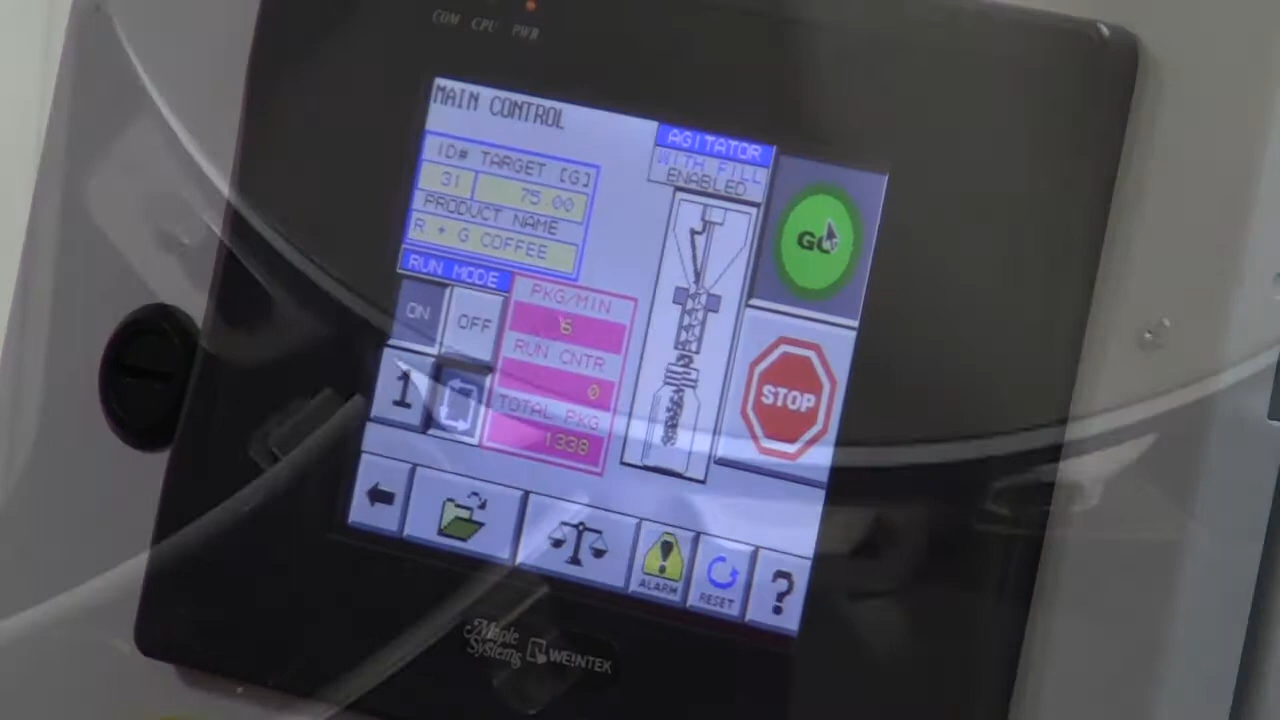 COM CPU PWR
MAIN CONTROL
ID# TARGET [G]
31 75.00
PRODUCT NAME
R + G COFFEE
AGITATOR
WITH FILL
ENABLED
GO
RUN MODE
ON OFF
PKG/MIN
6
RUN CNTR
0
TOTAL PKG
1338
1
STOP
ALARM
RESET
?
Maple
Systems
WEINTEK